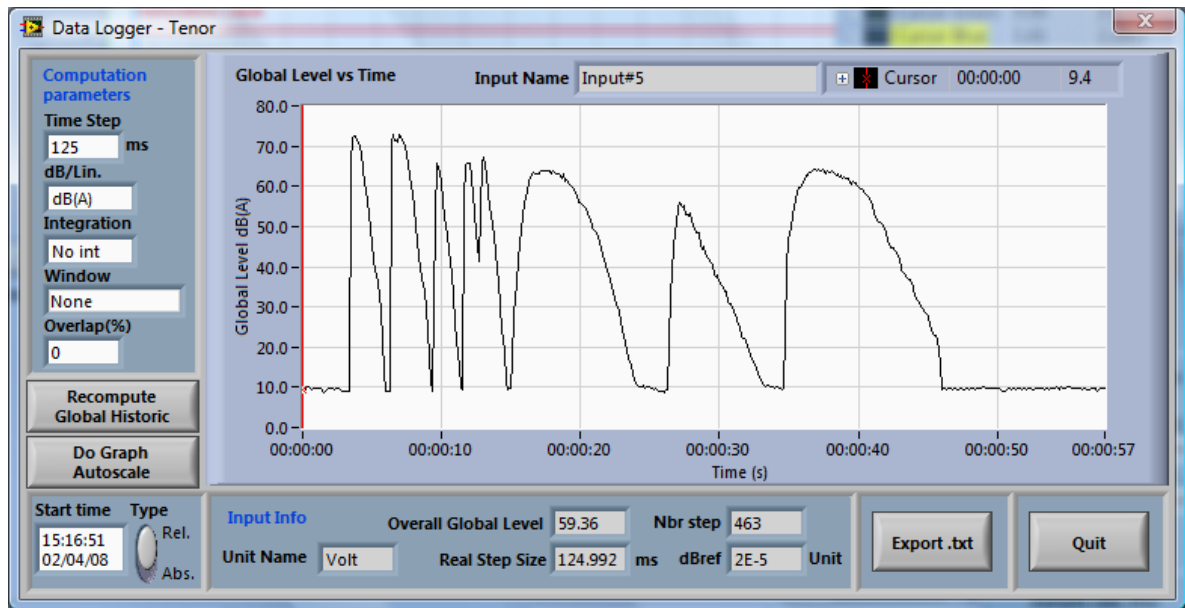 Data Logger - Tenor
Computation
parameters
Time Step
125 ms
dB/Lin.
dB(A)
Integration
No int
Window
None
Overlap(%)
0
Recompute
Global Historic
Do Graph
Autoscale
Global Level vs Time
Input Name Input#5
Cursor 00:00:00 9.4
Global Level dB(A)
80.0
70.0
60.0
50.0
40.0
30.0
20.0
10.0
0.0
00:00:00 00:00:10 00:00:20 00:00:30 00:00:40 00:00:50 00:00:57
Time (s)
Start time Type
15:16:51
02/04/08
Rel.
Abs.
Input Info
Overall Global Level 59.36 Nbr step 463
Unit Name Volt Real Step Size 124.992 ms dBref 2E-5 Unit
Export .txt
Quit